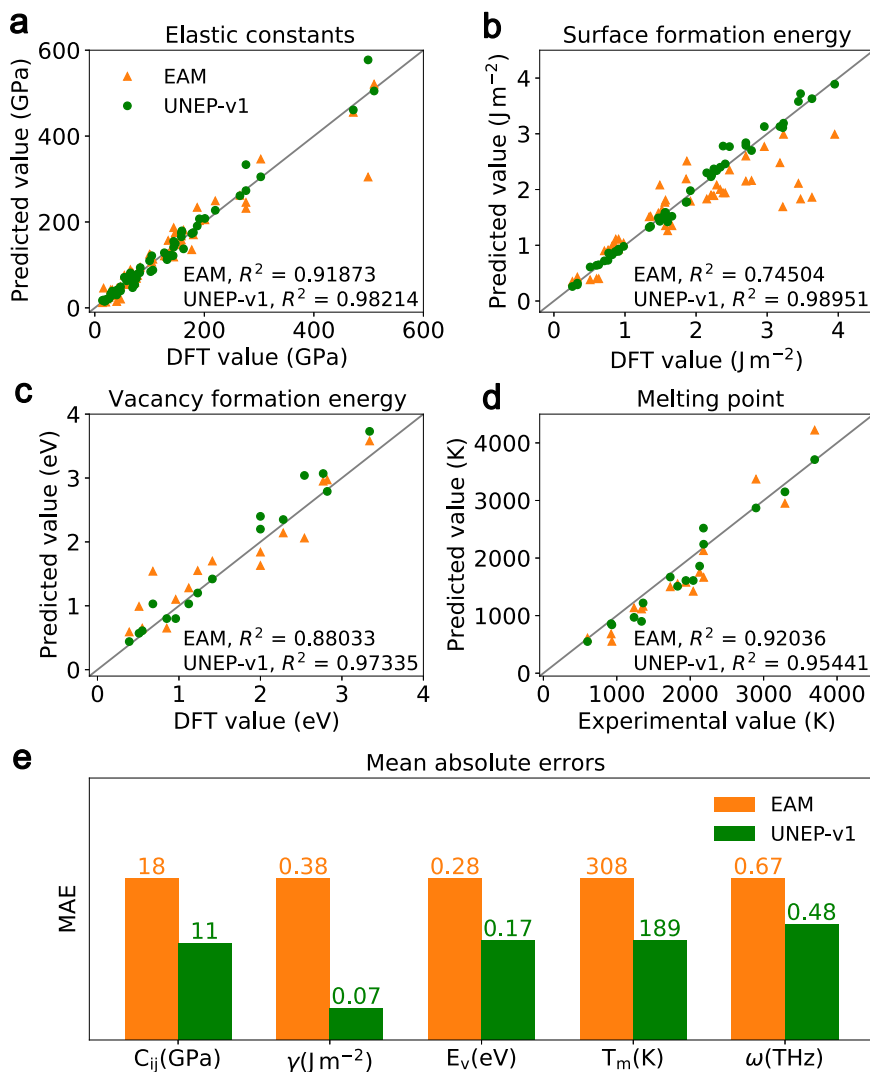 a
Elastic constants
600
400
200
0
Predicted value (GPa)
EAM
UNEP-v1
EAM, R² = 0.91873
UNEP-v1, R² = 0.98214
0 200 400 600
DFT value (GPa)
b
Surface formation energy
4
3
2
1
0
Predicted value (J m⁻²)
EAM, R² = 0.74504
UNEP-v1, R² = 0.98951
0 1 2 3 4
DFT value (J m⁻²)
c
Vacancy formation energy
4
3
2
1
0
Predicted value (eV)
EAM, R² = 0.88033
UNEP-v1, R² = 0.97335
0 1 2 3 4
DFT value (eV)
d
Melting point
4000
3000
2000
1000
0
Predicted value (K)
EAM, R² = 0.92036
UNEP-v1, R² = 0.95441
0 1000 2000 3000 4000
Experimental value (K)
e
Mean absolute errors
EAM
UNEP-v1
MAE
18 0.38 0.28 308 0.67
11 0.07 0.17 189 0.48
C_ij(GPa) γ(J m⁻²) E_v(eV) T_m(K) ω(THz)